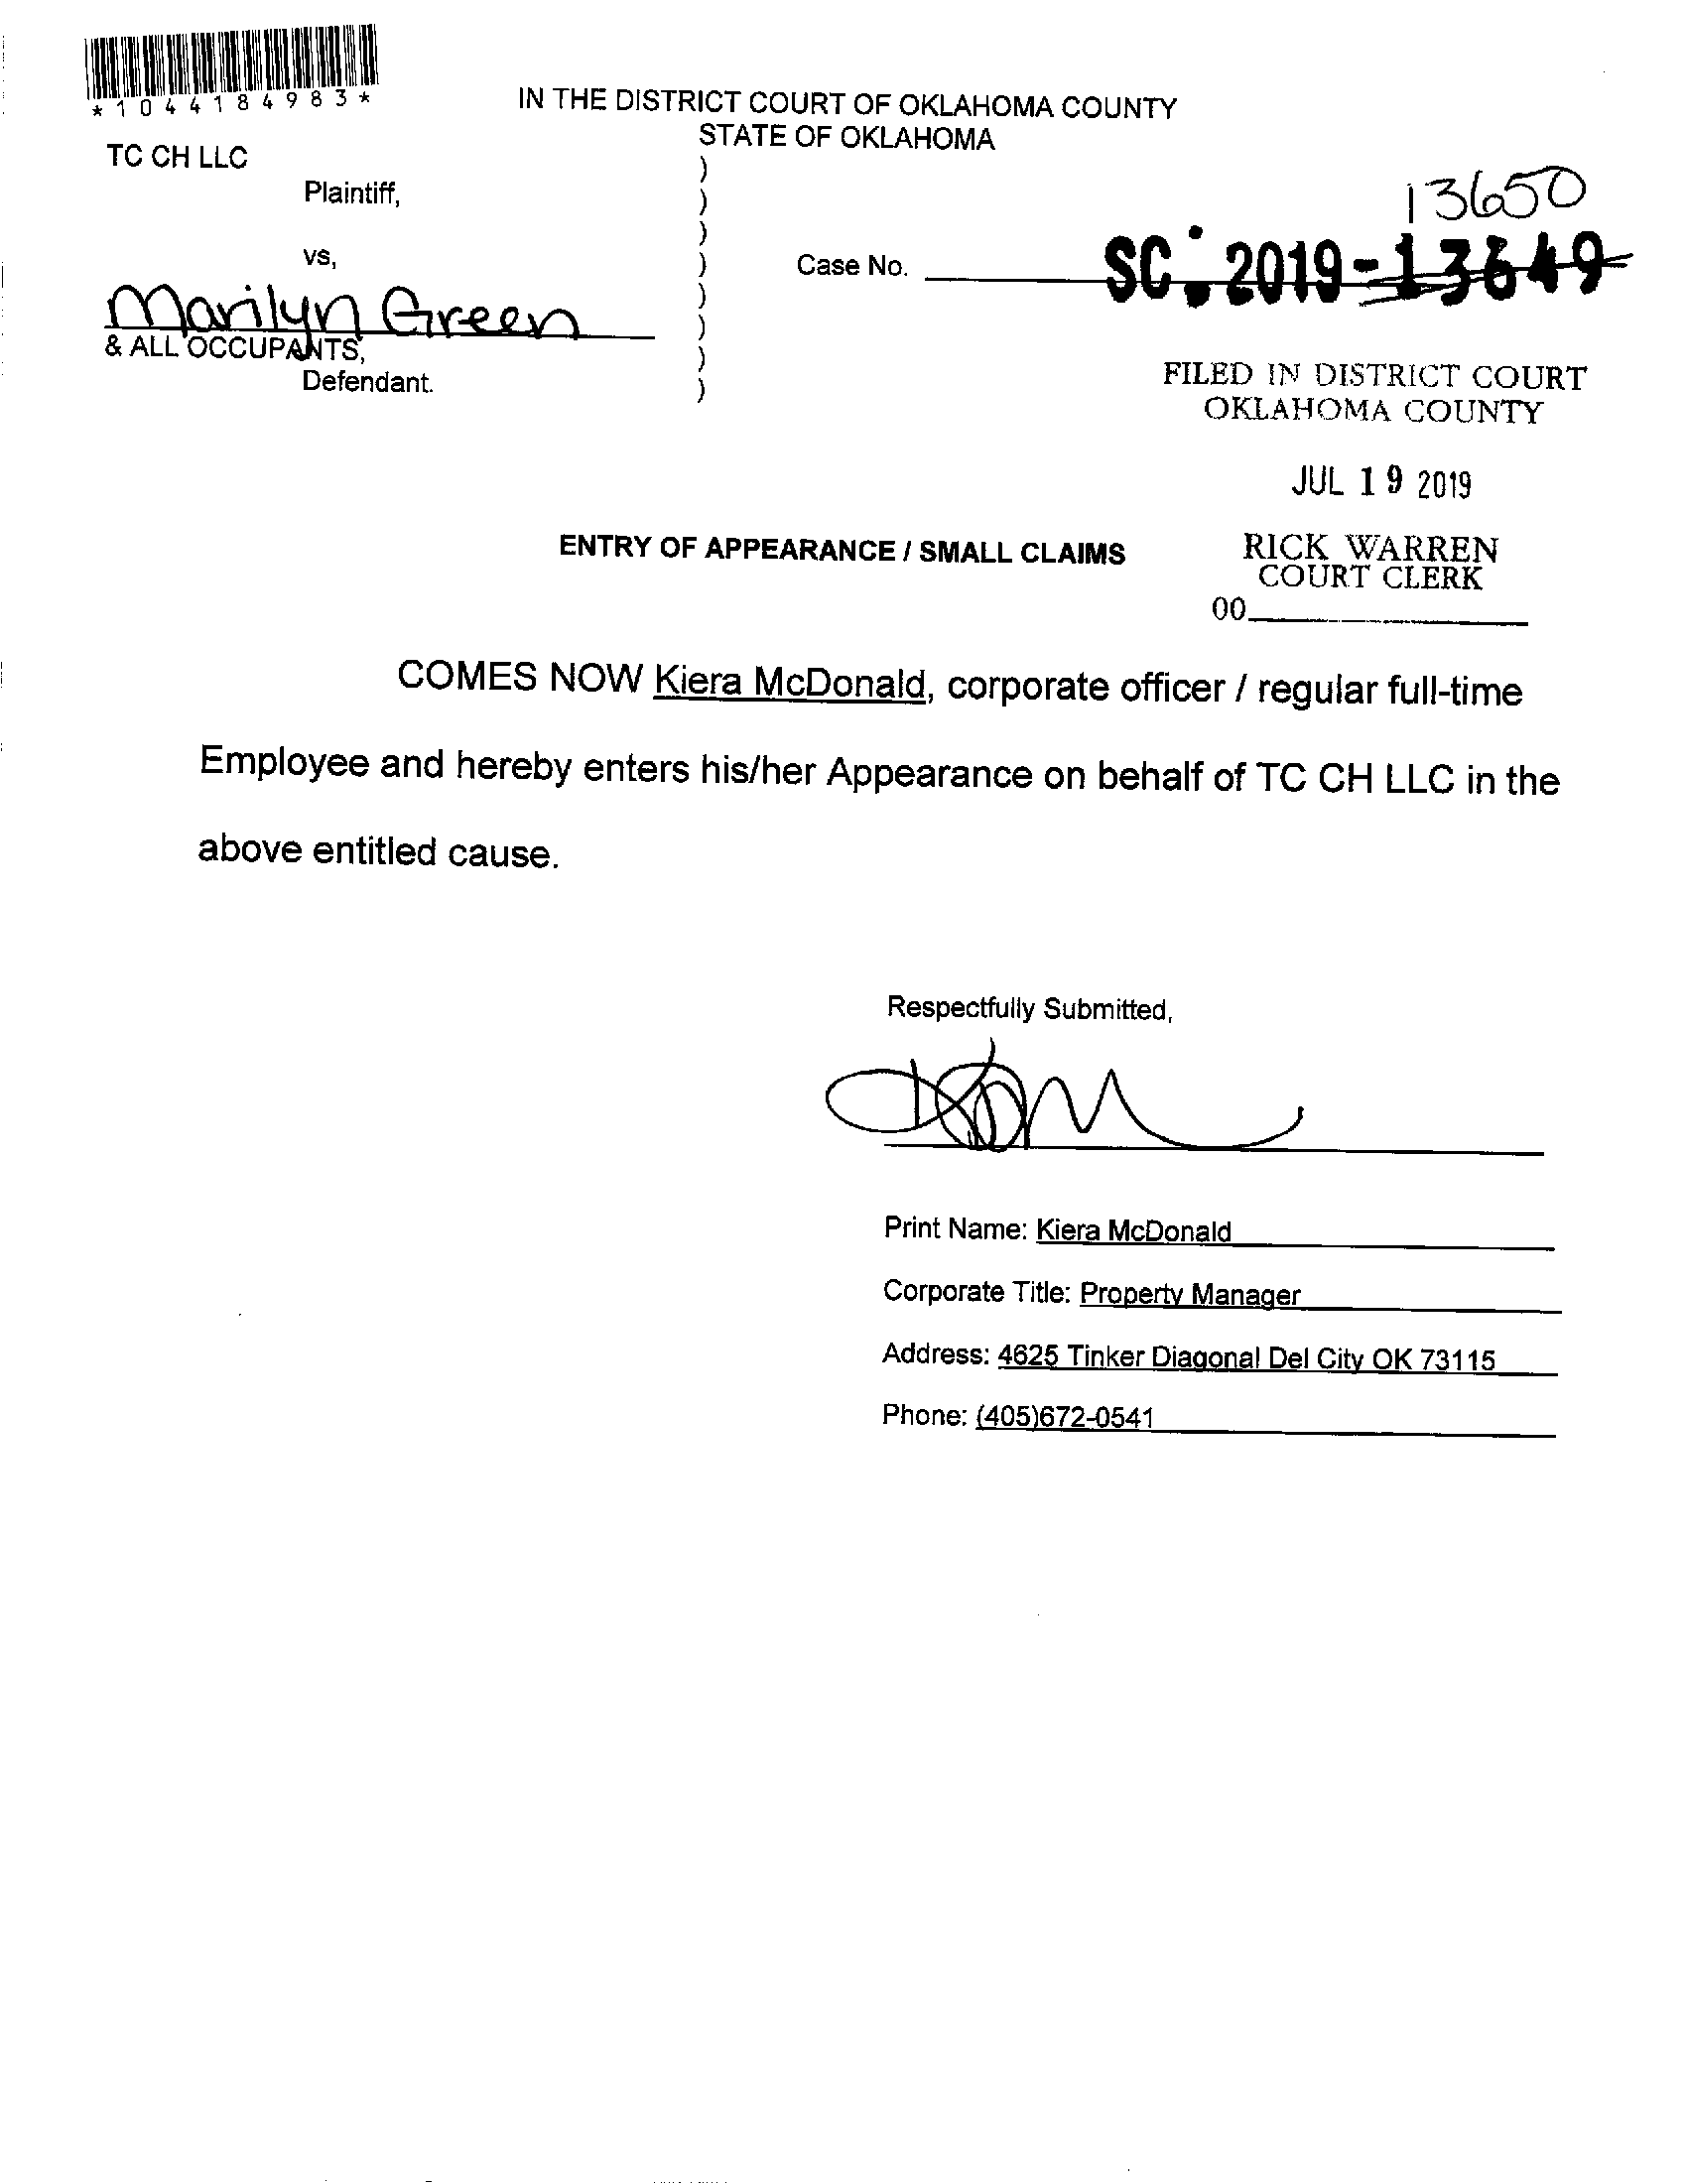 *1044184983*
IN THE DISTRICT COURT OF OKLAHOMA COUNTY
STATE OF OKLAHOMA
TC CH LLC
Plaintiff,
vs,
Marilyn Green
& ALL OCCUPANTS,
Defendant.
)
)
)
)
)
)
)
)
13650
Case No. SC 2019-13649
FILED IN DISTRICT COURT
OKLAHOMA COUNTY
JUL 19 2019
RICK WARREN
COURT CLERK
00
ENTRY OF APPEARANCE / SMALL CLAIMS
COMES NOW Kiera McDonald, corporate officer / regular full-time
Employee and hereby enters his/her Appearance on behalf of TC CH LLC in the
above entitled cause.
Respectfully Submitted,
Print Name: Kiera McDonald
Corporate Title: Property Manager
Address: 4625 Tinker Diagonal Del City OK 73115
Phone: (405)672-0541